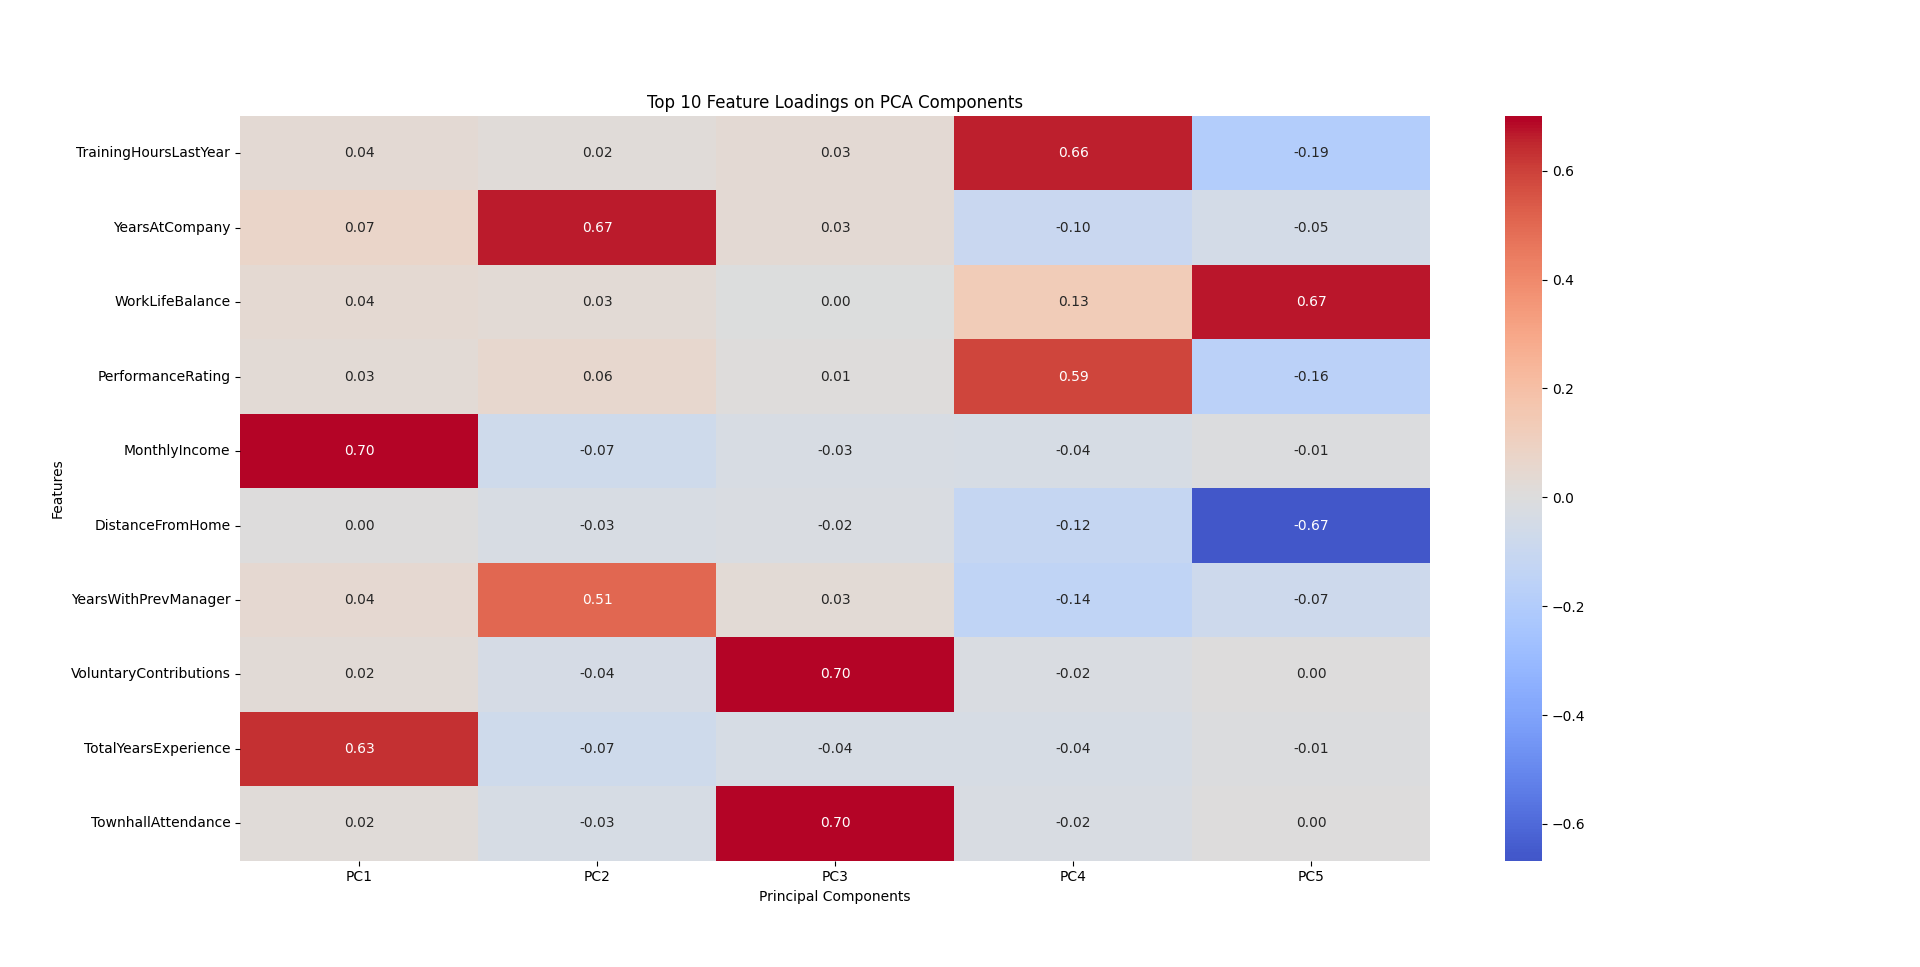 Top 10 Feature Loadings on PCA Components
TrainingHoursLastYear 0.04 0.02 0.03 0.66 -0.19
YearsAtCompany 0.07 0.67 0.03 -0.10 -0.05
WorkLifeBalance 0.04 0.03 0.00 0.13 0.67
PerformanceRating 0.03 0.06 0.01 0.59 -0.16
MonthlyIncome 0.70 -0.07 -0.03 -0.04 -0.01
DistanceFromHome 0.00 -0.03 -0.02 -0.12 -0.67
YearsWithPrevManager 0.04 0.51 0.03 -0.14 -0.07
VoluntaryContributions 0.02 -0.04 0.70 -0.02 0.00
TotalYearsExperience 0.63 -0.07 -0.04 -0.04 -0.01
TownhallAttendance 0.02 -0.03 0.70 -0.02 0.00
PC1 PC2 PC3 PC4 PC5
Principal Components
Features
0.6
0.4
0.2
0.0
−0.2
−0.4
−0.6